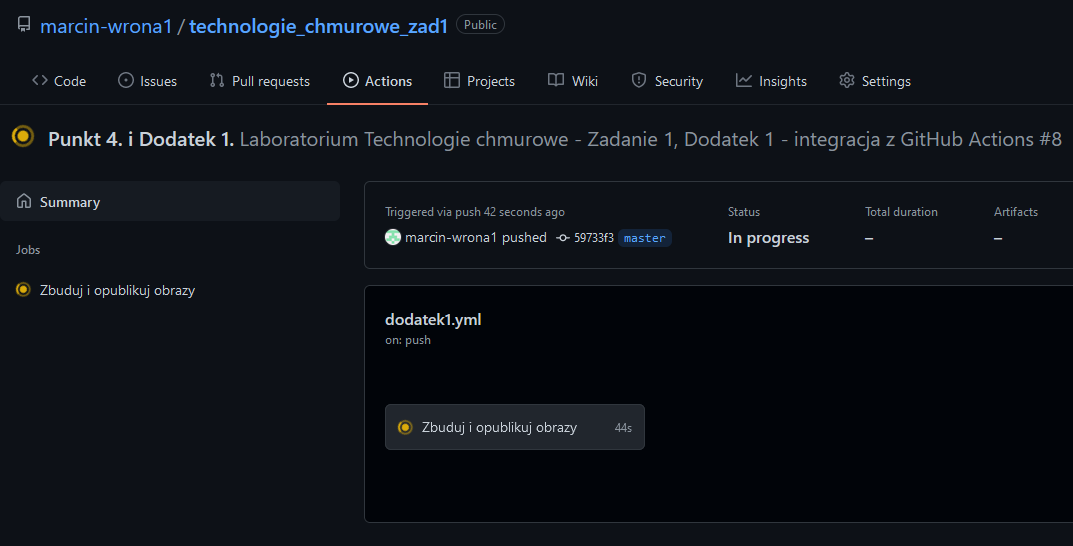 marcin-wrona1 / technologie_chmurowe_zad1 Public
Code Issues Pull requests Actions Projects Wiki Security Insights Settings
Punkt 4. i Dodatek 1. Laboratorium Technologie chmurowe - Zadanie 1, Dodatek 1 - integracja z GitHub Actions #8
Summary
Jobs
Zbuduj i opublikuj obrazy
Triggered via push 42 seconds ago
marcin-wrona1 pushed 59733f3 master
Status
In progress
Total duration
–
Artifacts
–
dodatek1.yml
on: push
Zbuduj i opublikuj obrazy 44s